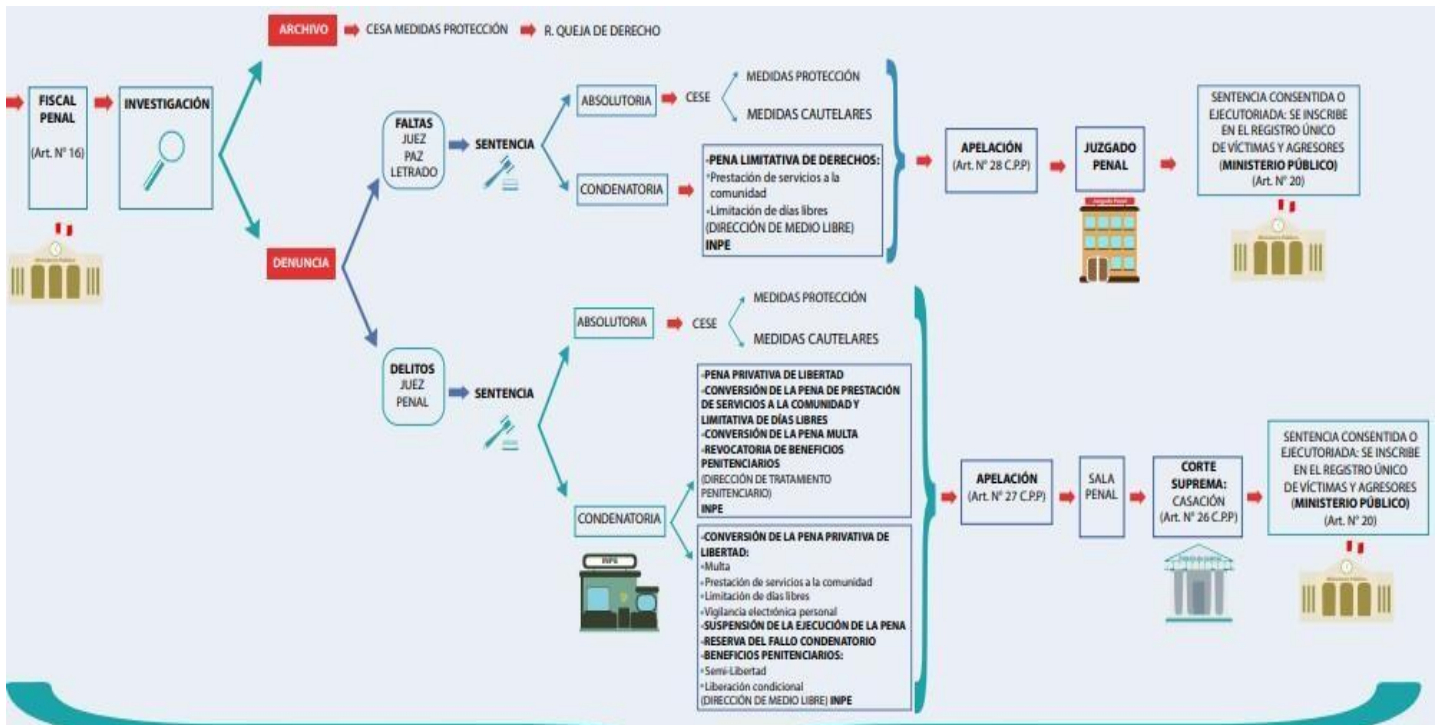 ARCHIVO
CESA MEDIDAS PROTECCIÓN
R. QUEJA DE DERECHO
FISCAL
PENAL
(Art. N° 16)
INVESTIGACIÓN
DENUNCIA
FALTAS
JUEZ
PAZ
LETRADO
SENTENCIA
ABSOLUTORIA
CESE
MEDIDAS PROTECCIÓN
MEDIDAS CAUTELARES
CONDENATORIA
PENA LIMITATIVA DE DERECHOS:
Prestación de servicios a la
comunidad
Limitación de días libres
(DIRECCIÓN DE MEDIO LIBRE)
INPE
APELACIÓN
(Art. N° 28 C.P.P)
JUZGADO
PENAL
Juzgado Penal
SENTENCIA CONSENTIDA O
EJECUTORIADA: SE INSCRIBE
EN EL REGISTRO ÚNICO
DE VÍCTIMAS Y AGRESORES
(MINISTERIO PÚBLICO)
(Art. N° 20)
Ministerio Público
Ministerio Público
DELITOS
JUEZ
PENAL
SENTENCIA
ABSOLUTORIA
CESE
MEDIDAS PROTECCIÓN
MEDIDAS CAUTELARES
CONDENATORIA
INPE
PENA PRIVATIVA DE LIBERTAD
CONVERSIÓN DE LA PENA DE PRESTACIÓN
DE SERVICIOS A LA COMUNIDAD Y
LIMITATIVA DE DÍAS LIBRES
CONVERSIÓN DE LA PENA MULTA
REVOCATORIA DE BENEFICIOS
PENITENCIARIOS
(DIRECCIÓN DE TRATAMIENTO
PENITENCIARIO)
INPE
CONVERSIÓN DE LA PENA PRIVATIVA DE
LIBERTAD:
Multa
Prestación de servicios a la comunidad
Limitación de días libres
Vigilancia electrónica personal
SUSPENSIÓN DE LA EJECUCIÓN DE LA PENA
RESERVA DEL FALLO CONDENATORIO
BENEFICIOS PENITENCIARIOS:
Semi-Libertad
Liberación condicional
(DIRECCIÓN DE MEDIO LIBRE) INPE
APELACIÓN
(Art. N° 27 C.P.P)
SALA
PENAL
CORTE
SUPREMA:
CASACIÓN
(Art. N° 26 C.P.P)
SENTENCIA CONSENTIDA O
EJECUTORIADA: SE INSCRIBE
EN EL REGISTRO ÚNICO
DE VÍCTIMAS Y AGRESORES
(MINISTERIO PÚBLICO)
(Art. N° 20)
Ministerio Público